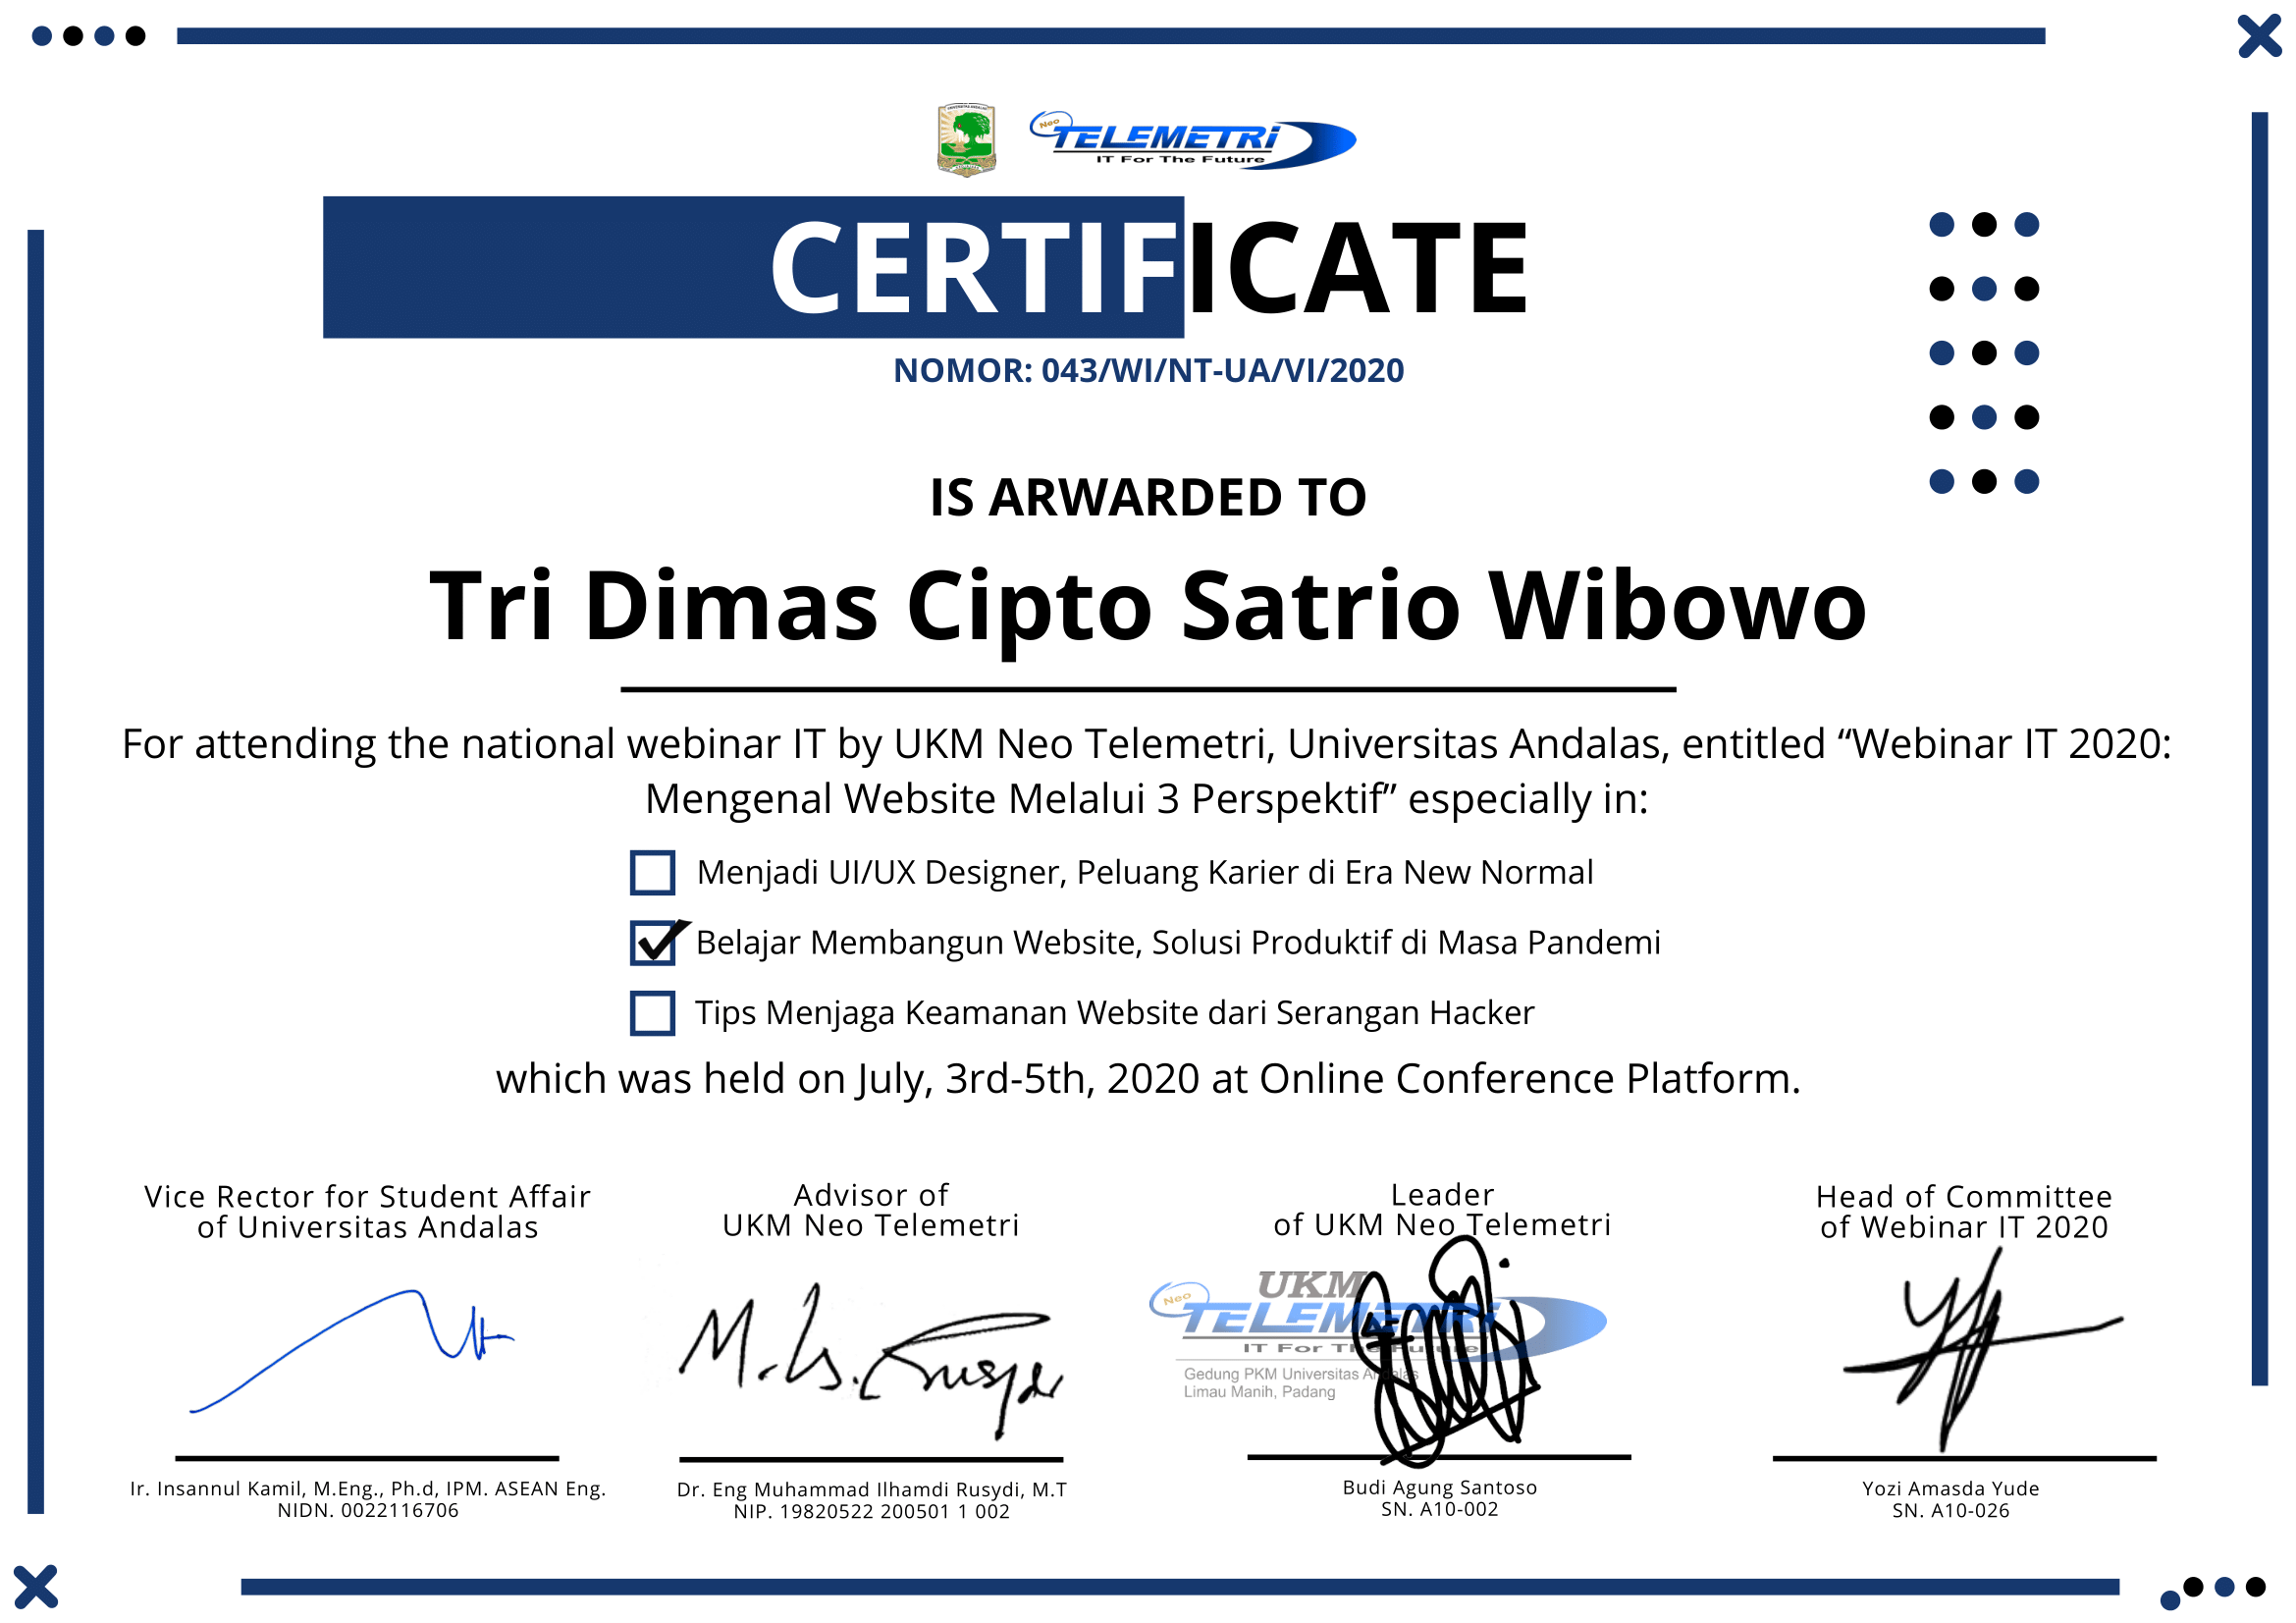 Neo TELEMETRI
IT For The Future
CERTIFICATE
NOMOR: 043/WI/NT-UA/VI/2020
IS ARWARDED TO
Tri Dimas Cipto Satrio Wibowo
For attending the national webinar IT by UKM Neo Telemetri, Universitas Andalas, entitled “Webinar IT 2020:
Mengenal Website Melalui 3 Perspektif” especially in:
Menjadi UI/UX Designer, Peluang Karier di Era New Normal
Belajar Membangun Website, Solusi Produktif di Masa Pandemi
Tips Menjaga Keamanan Website dari Serangan Hacker
which was held on July, 3rd-5th, 2020 at Online Conference Platform.
Vice Rector for Student Affair
of Universitas Andalas
Ir. Insannul Kamil, M.Eng., Ph.d, IPM. ASEAN Eng.
NIDN. 0022116706
Advisor of
UKM Neo Telemetri
Dr. Eng Muhammad Ilhamdi Rusydi, M.T
NIP. 19820522 200501 1 002
Leader
of UKM Neo Telemetri
UKM
Neo TELEMETRI
IT For The Future
Gedung PKM Universitas Andalas
Limau Manih, Padang
Budi Agung Santoso
SN. A10-002
Head of Committee
of Webinar IT 2020
Yozi Amasda Yude
SN. A10-026